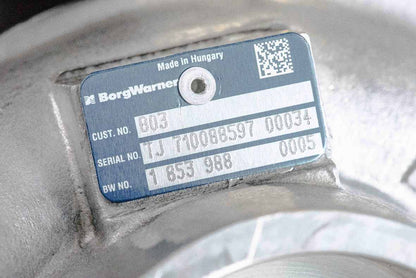 Made in Hungary
BorgWarner
CUST. NO. 803
SERIAL NO. TJ 710088597 00034
BW NO. 1 853 988 0005